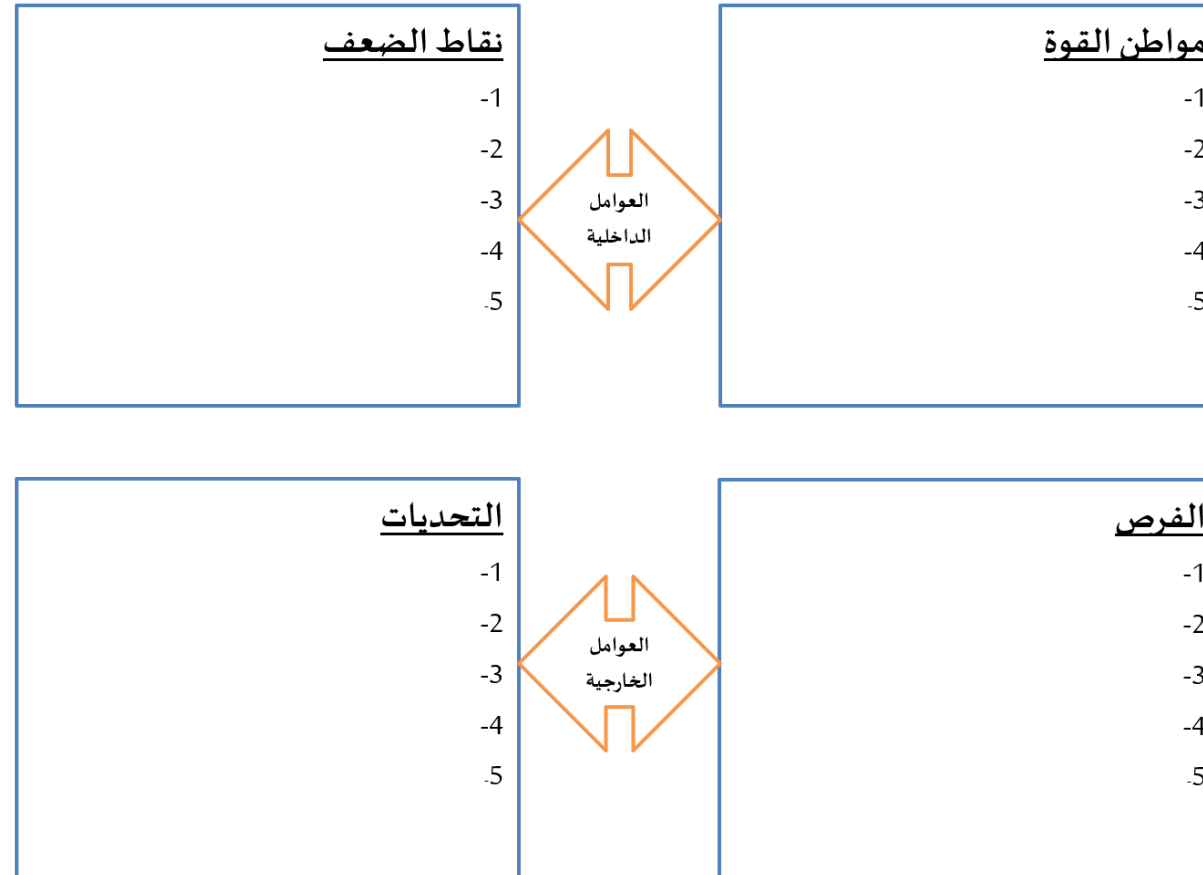 مواطن القوة
1-
2-
3-
4-
5-
العوامل
الداخلية
نقاط الضعف
1-
2-
3-
4-
5-
الفرص
1-
2-
3-
4-
5-
العوامل
الخارجية
التحديات
1-
2-
3-
4-
5-